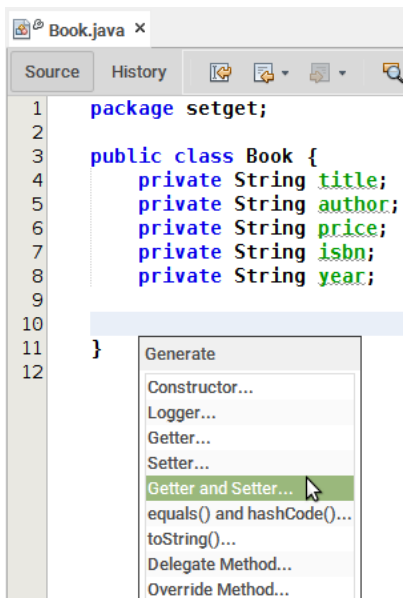 Book.java ×
Source History
1 package setget;
2
3 public class Book {
4 private String title;
5 private String author;
6 private String price;
7 private String isbn;
8 private String year;
9
10
11 }
12
Generate
Constructor...
Logger...
Getter...
Setter...
Getter and Setter...
equals() and hashCode()...
toString()...
Delegate Method...
Override Method...